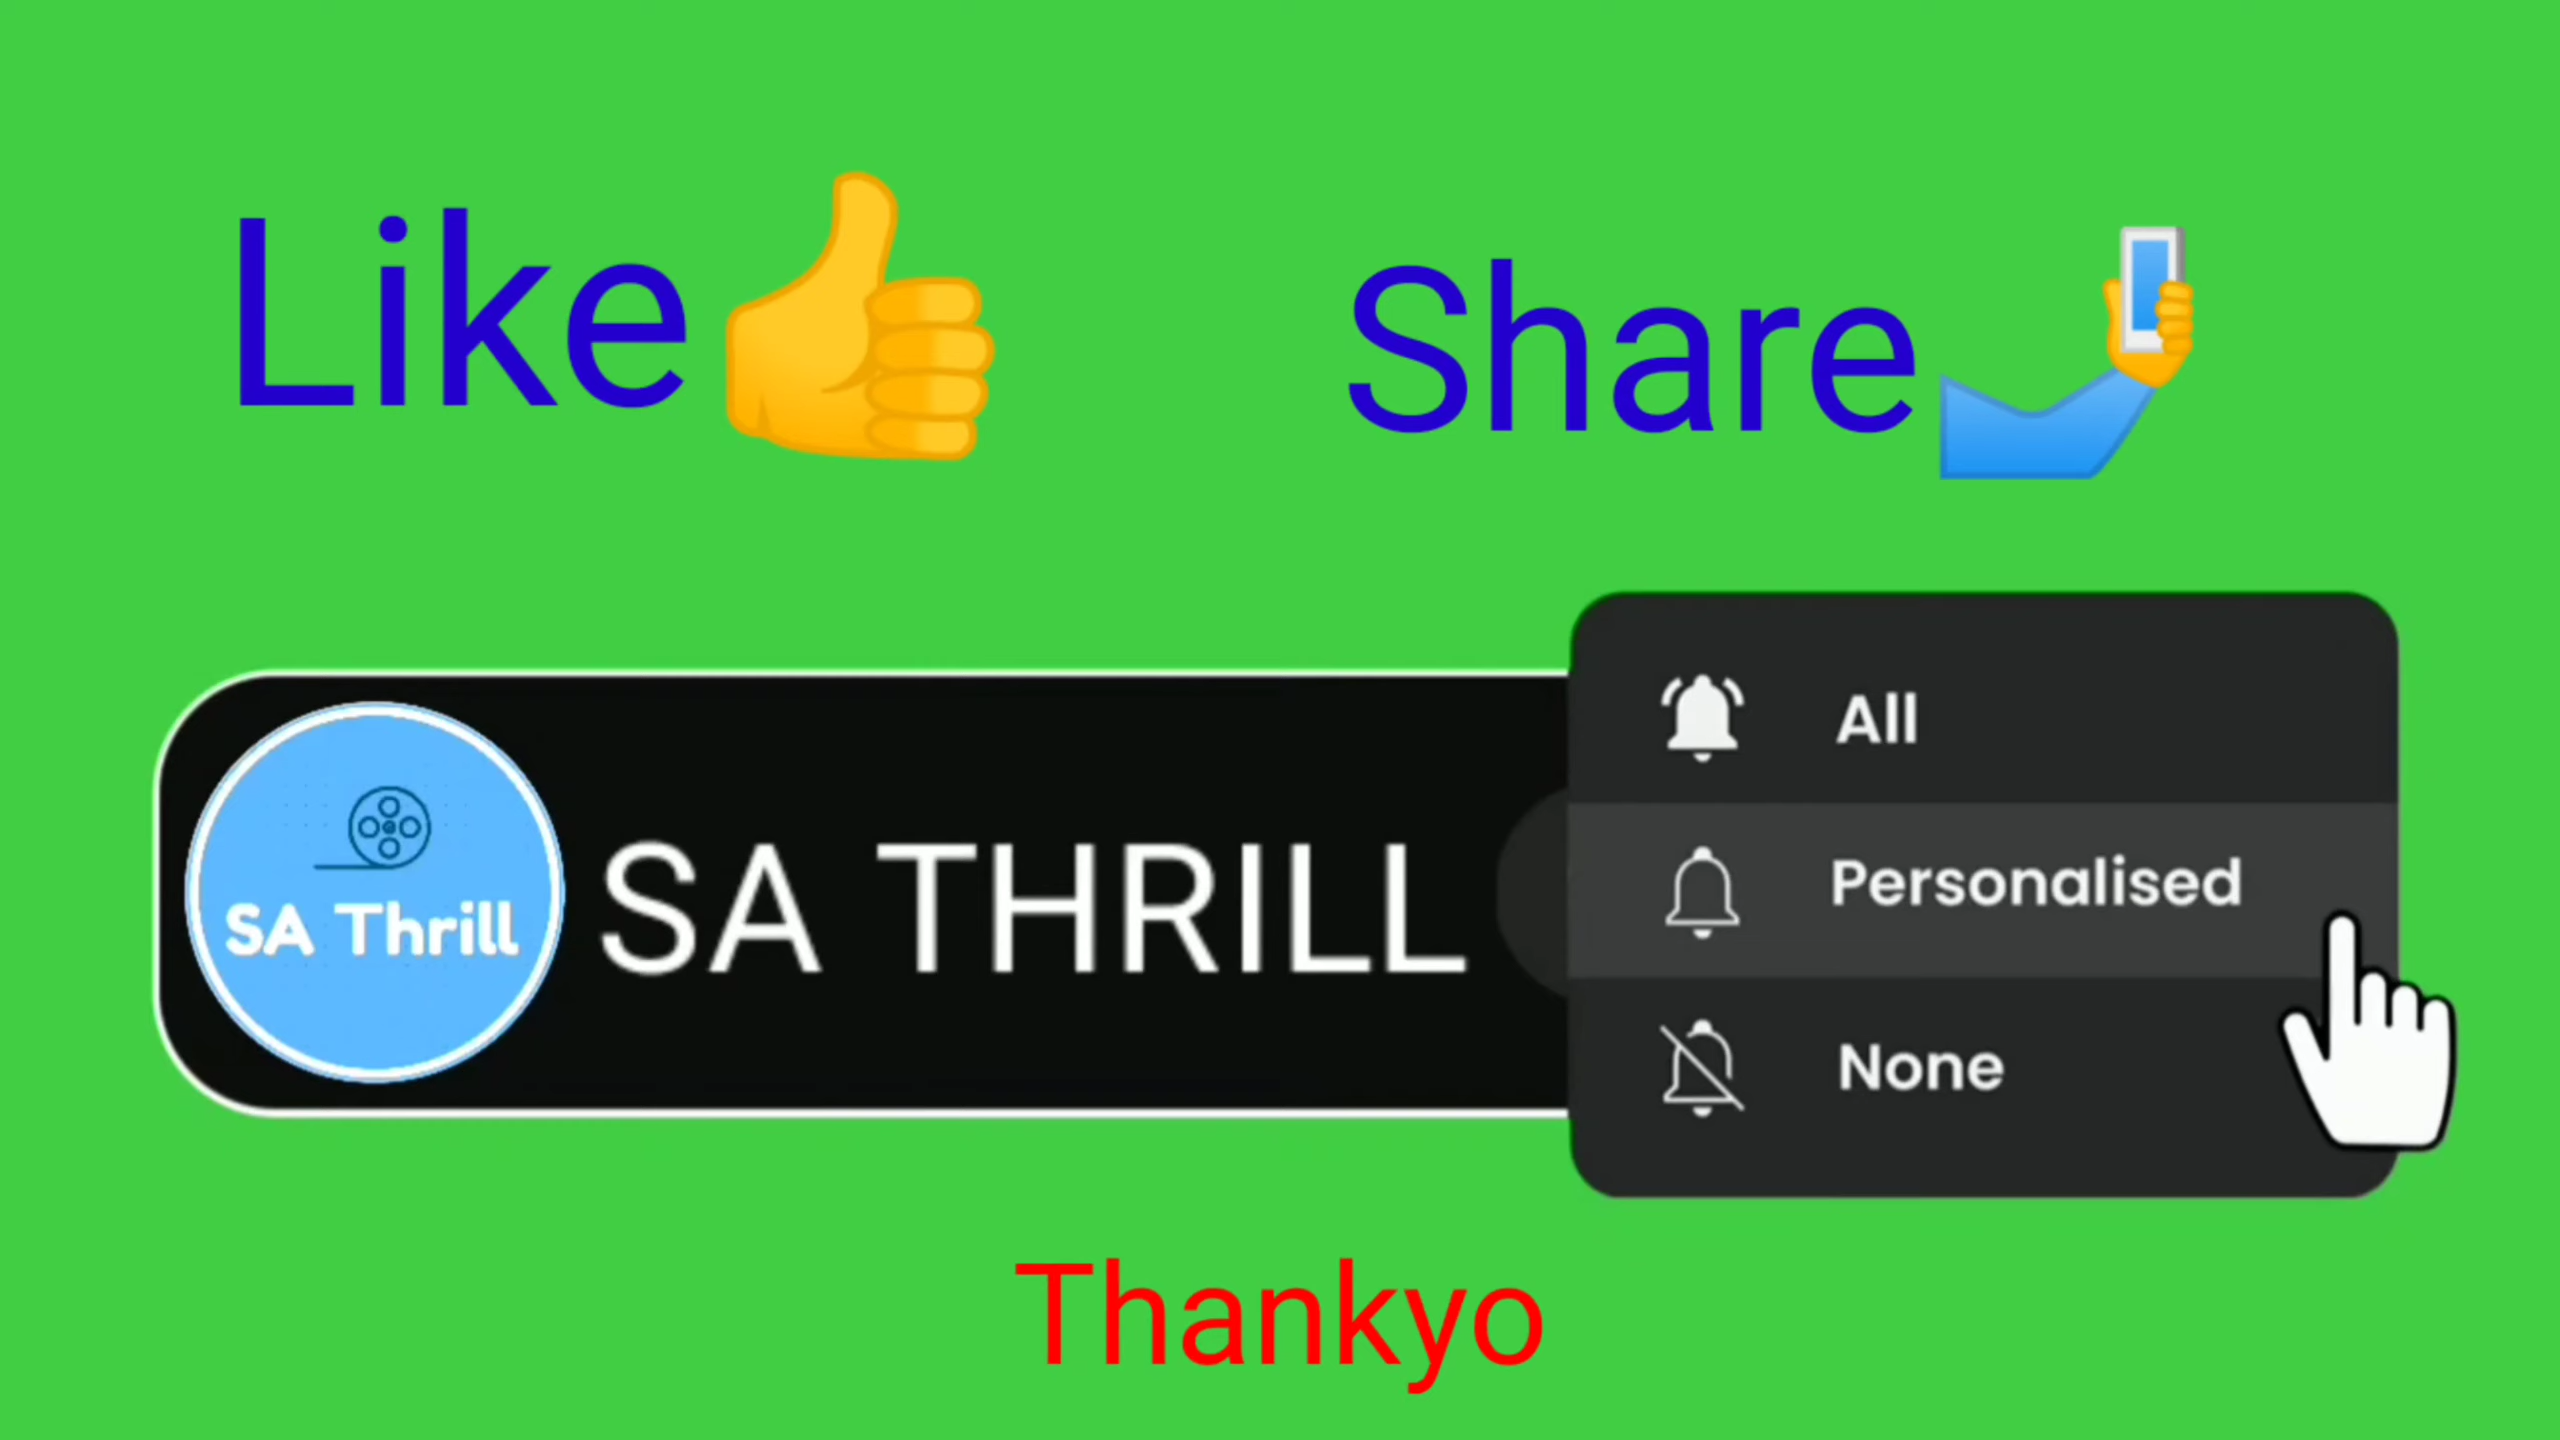 Like👍
Share🤳
SA Thrill
SA THRILL
All
Personalised
None
Thankyo